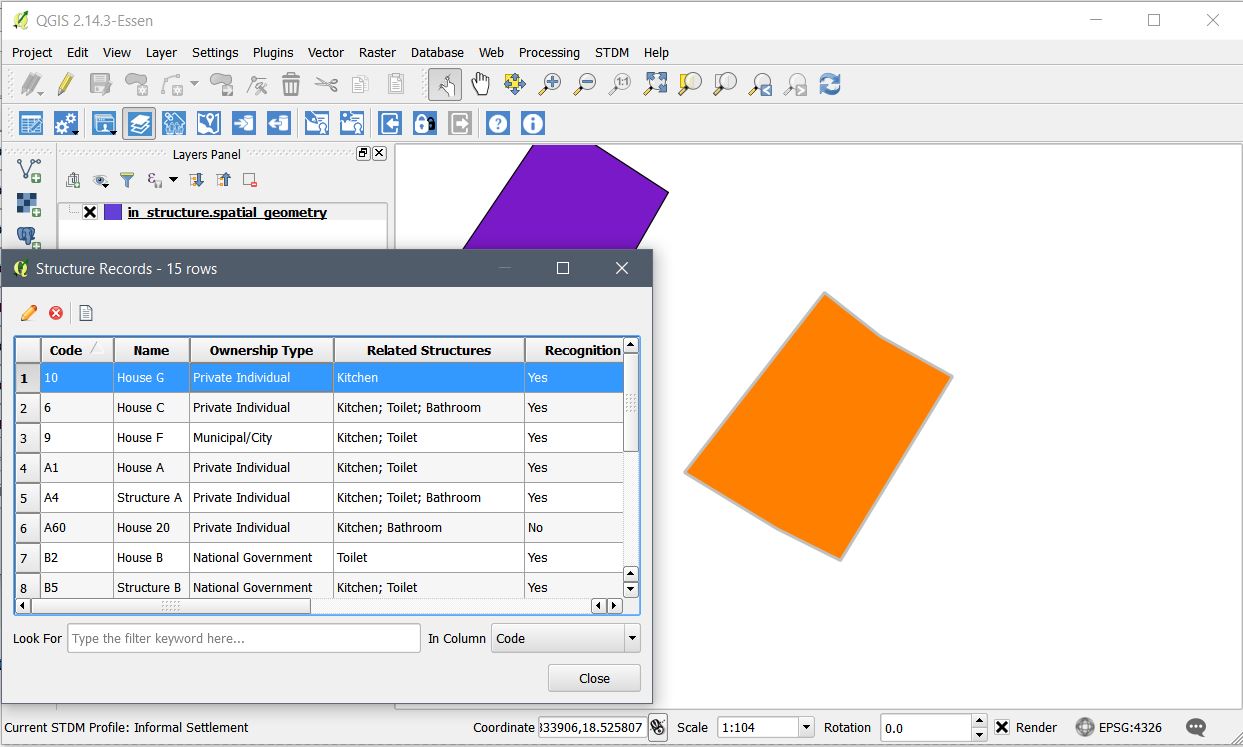 QGIS 2.14.3-Essen
Project Edit View Layer Settings Plugins Vector Raster Database Web Processing STDM Help
1:1
Layers Panel
in_structure.spatial_geometry
Structure Records - 15 rows
Code Name Ownership Type Related Structures Recognition
1 10 House G Private Individual Kitchen Yes
2 6 House C Private Individual Kitchen; Toilet; Bathroom Yes
3 9 House F Municipal/City Kitchen; Toilet Yes
4 A1 House A Private Individual Kitchen; Toilet Yes
5 A4 Structure A Private Individual Kitchen; Toilet; Bathroom Yes
6 A60 House 20 Private Individual Kitchen; Bathroom No
7 B2 House B National Government Toilet Yes
8 B5 Structure B National Government Kitchen; Toilet Yes
Look For Type the filter keyword here... In Column Code
Close
Current STDM Profile: Informal Settlement Coordinate 333906,18.525807 Scale 1:104 Rotation 0.0 Render EPSG:4326